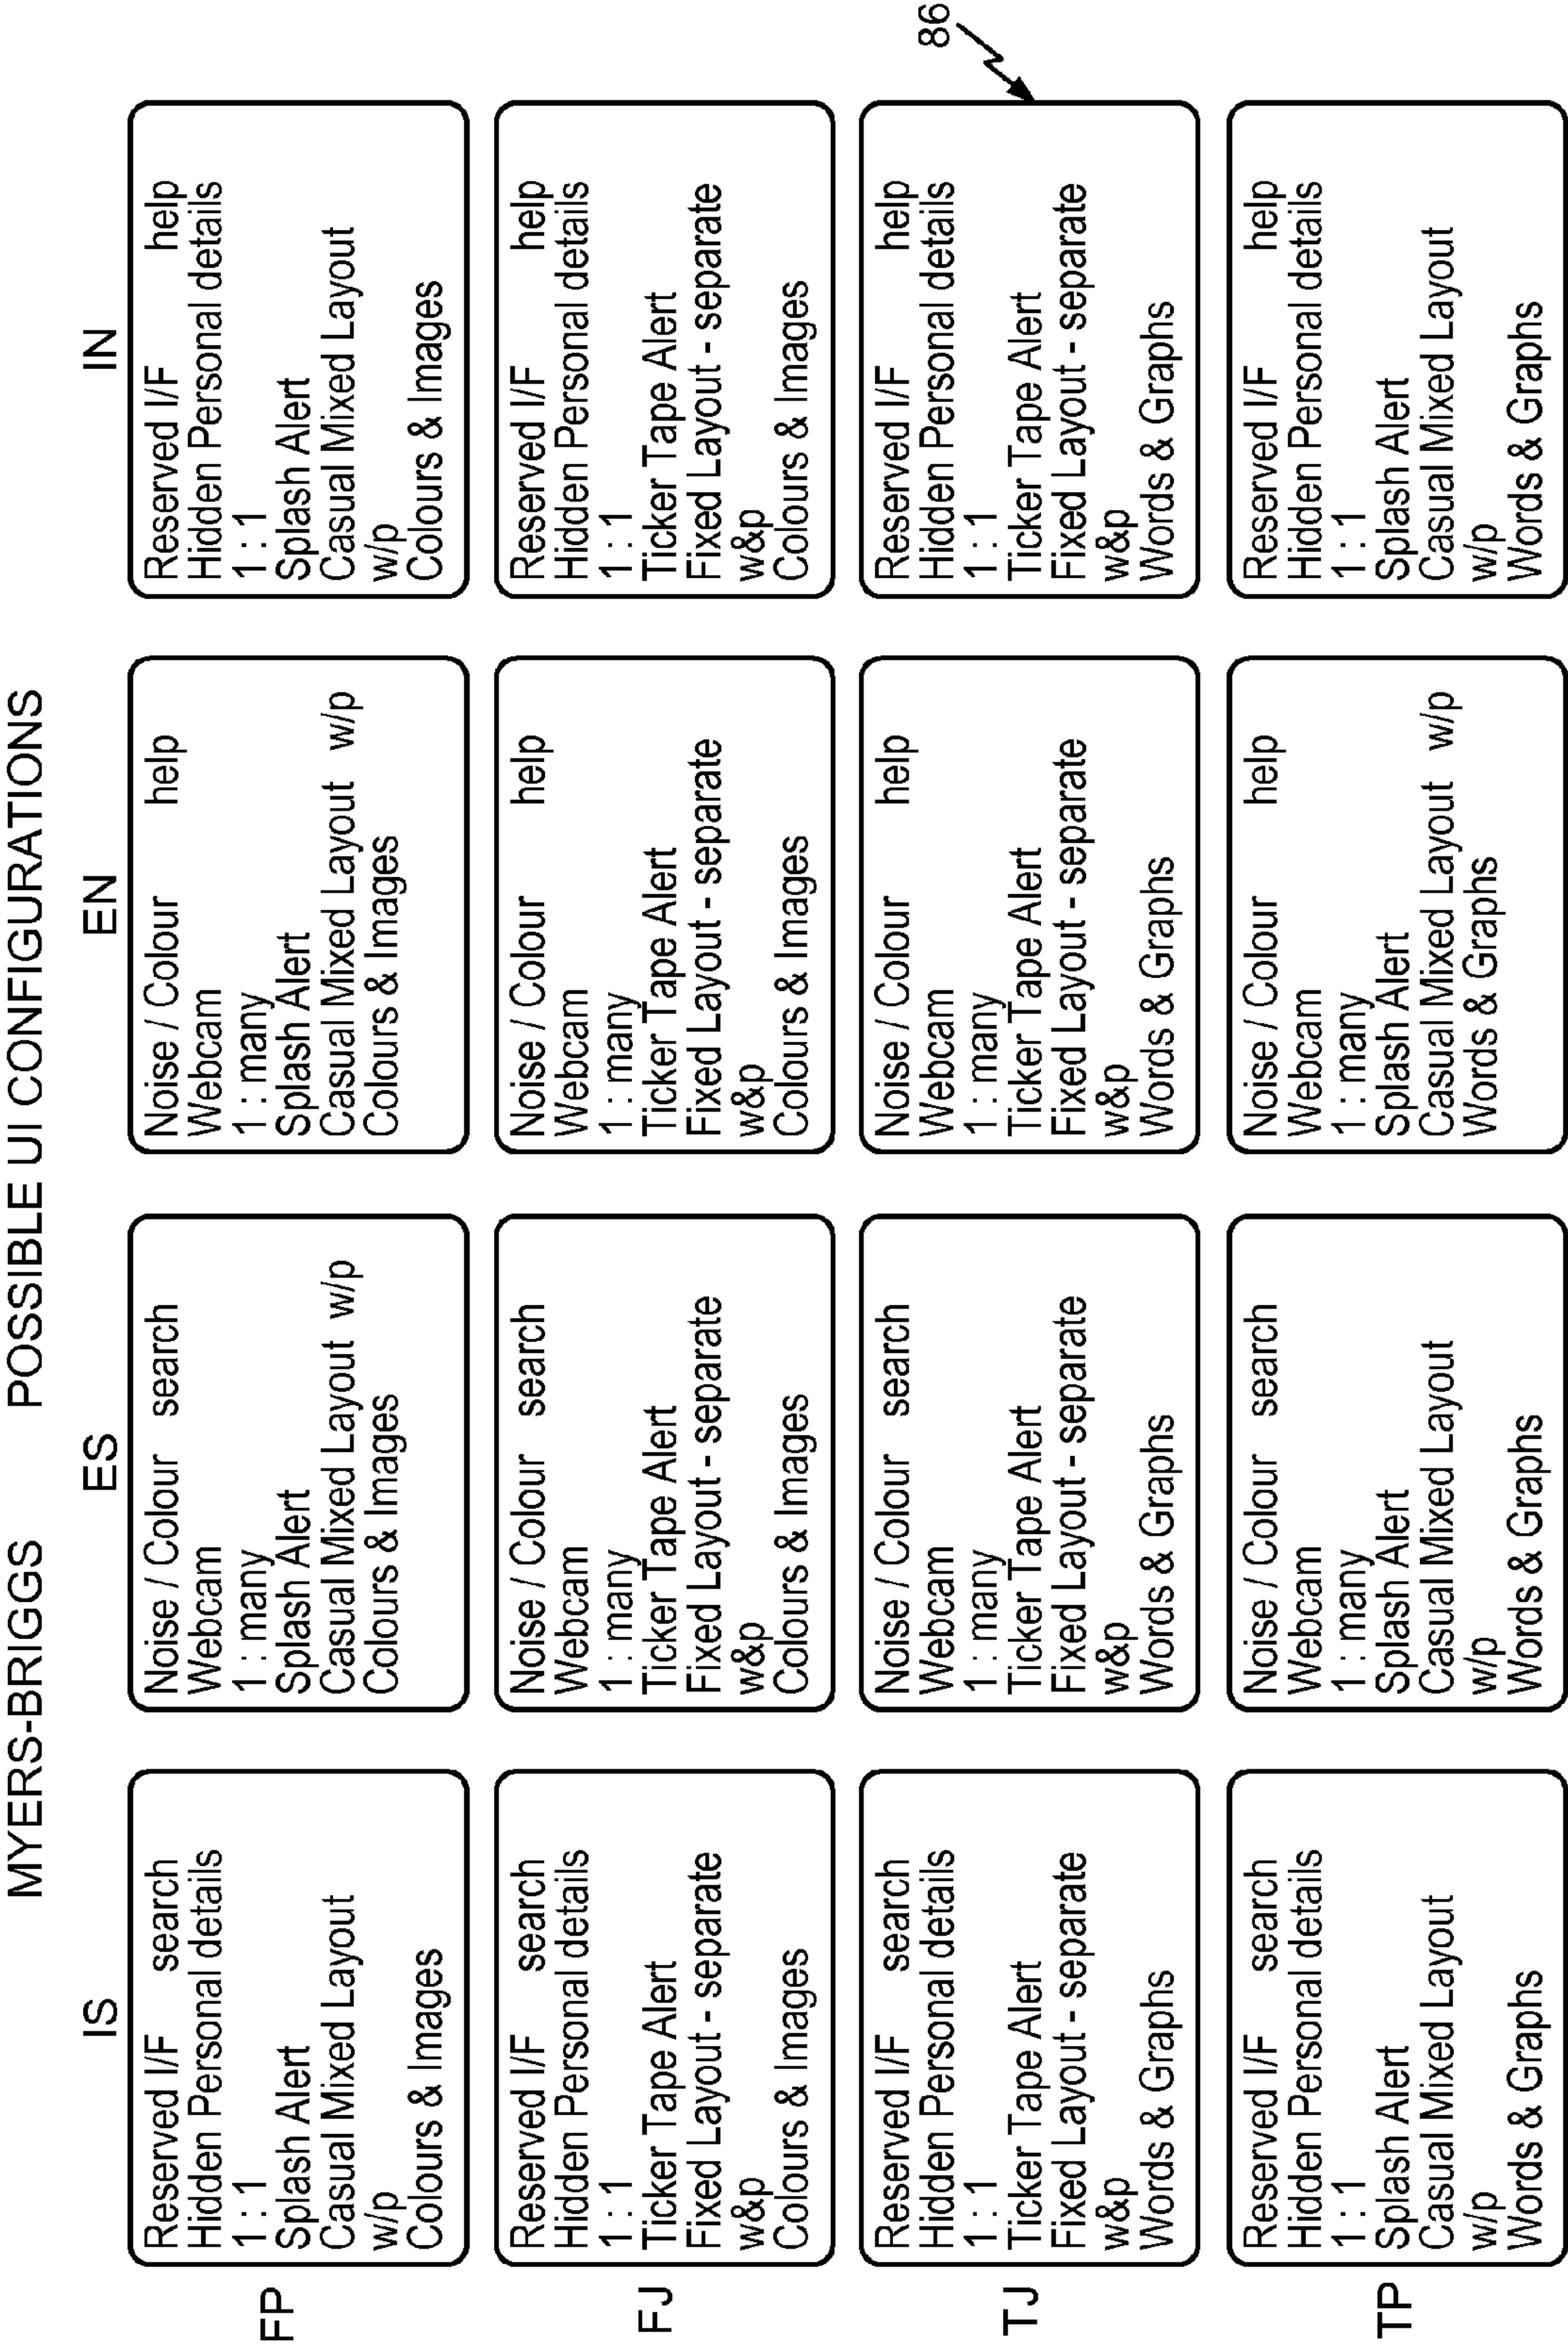 MYERS-BRIGGS POSSIBLE UI CONFIGURATIONS
IS ES EN IN
FP
Reserved I/F search
Hidden Personal details
1 : 1
Splash Alert
Casual Mixed Layout
w/p
Colours & Images
Noise / Colour search
Webcam
1 : many
Splash Alert
Casual Mixed Layout w/p
Colours & Images
Noise / Colour help
Webcam
1 : many
Splash Alert
Casual Mixed Layout w/p
Colours & Images
Reserved I/F help
Hidden Personal details
1 : 1
Splash Alert
Casual Mixed Layout
w/p
Colours & Images
FJ
Reserved I/F search
Hidden Personal details
1 : 1
Ticker Tape Alert
Fixed Layout - separate
w&p
Colours & Images
Noise / Colour search
Webcam
1 : many
Ticker Tape Alert
Fixed Layout - separate
w&p
Colours & Images
Noise / Colour help
Webcam
1 : many
Ticker Tape Alert
Fixed Layout - separate
w&p
Colours & Images
Reserved I/F help
Hidden Personal details
1 : 1
Ticker Tape Alert
Fixed Layout - separate
w&p
Colours & Images
TJ
Reserved I/F search
Hidden Personal details
1 : 1
Ticker Tape Alert
Fixed Layout - separate
w&p
Words & Graphs
Noise / Colour search
Webcam
1 : many
Ticker Tape Alert
Fixed Layout - separate
w&p
Words & Graphs
Noise / Colour help
Webcam
1 : many
Ticker Tape Alert
Fixed Layout - separate
w&p
Words & Graphs
Reserved I/F help
Hidden Personal details
1 : 1
Ticker Tape Alert
Fixed Layout - separate
w&p
Words & Graphs
86
TP
Reserved I/F search
Hidden Personal details
1 : 1
Splash Alert
Casual Mixed Layout
w/p
Words & Graphs
Noise / Colour search
Webcam
1 : many
Splash Alert
Casual Mixed Layout
w/p
Words & Graphs
Noise / Colour help
Webcam
1 : many
Splash Alert
Casual Mixed Layout w/p
Words & Graphs
Reserved I/F help
Hidden Personal details
1 : 1
Splash Alert
Casual Mixed Layout
w/p
Words & Graphs